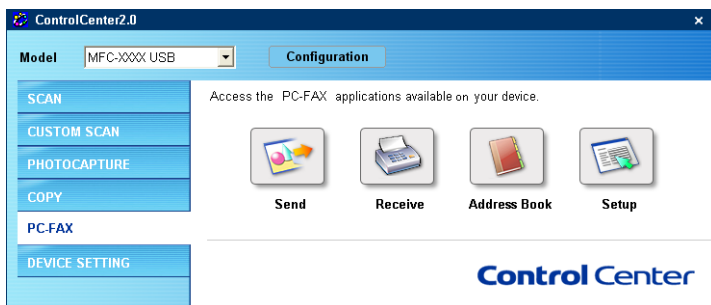 ControlCenter2.0
Model MFC-XXXX USB Configuration
SCAN
CUSTOM SCAN
PHOTOCAPTURE
COPY
PC-FAX
DEVICE SETTING
Access the PC-FAX applications available on your device.
Send Receive Address Book Setup
Control Center